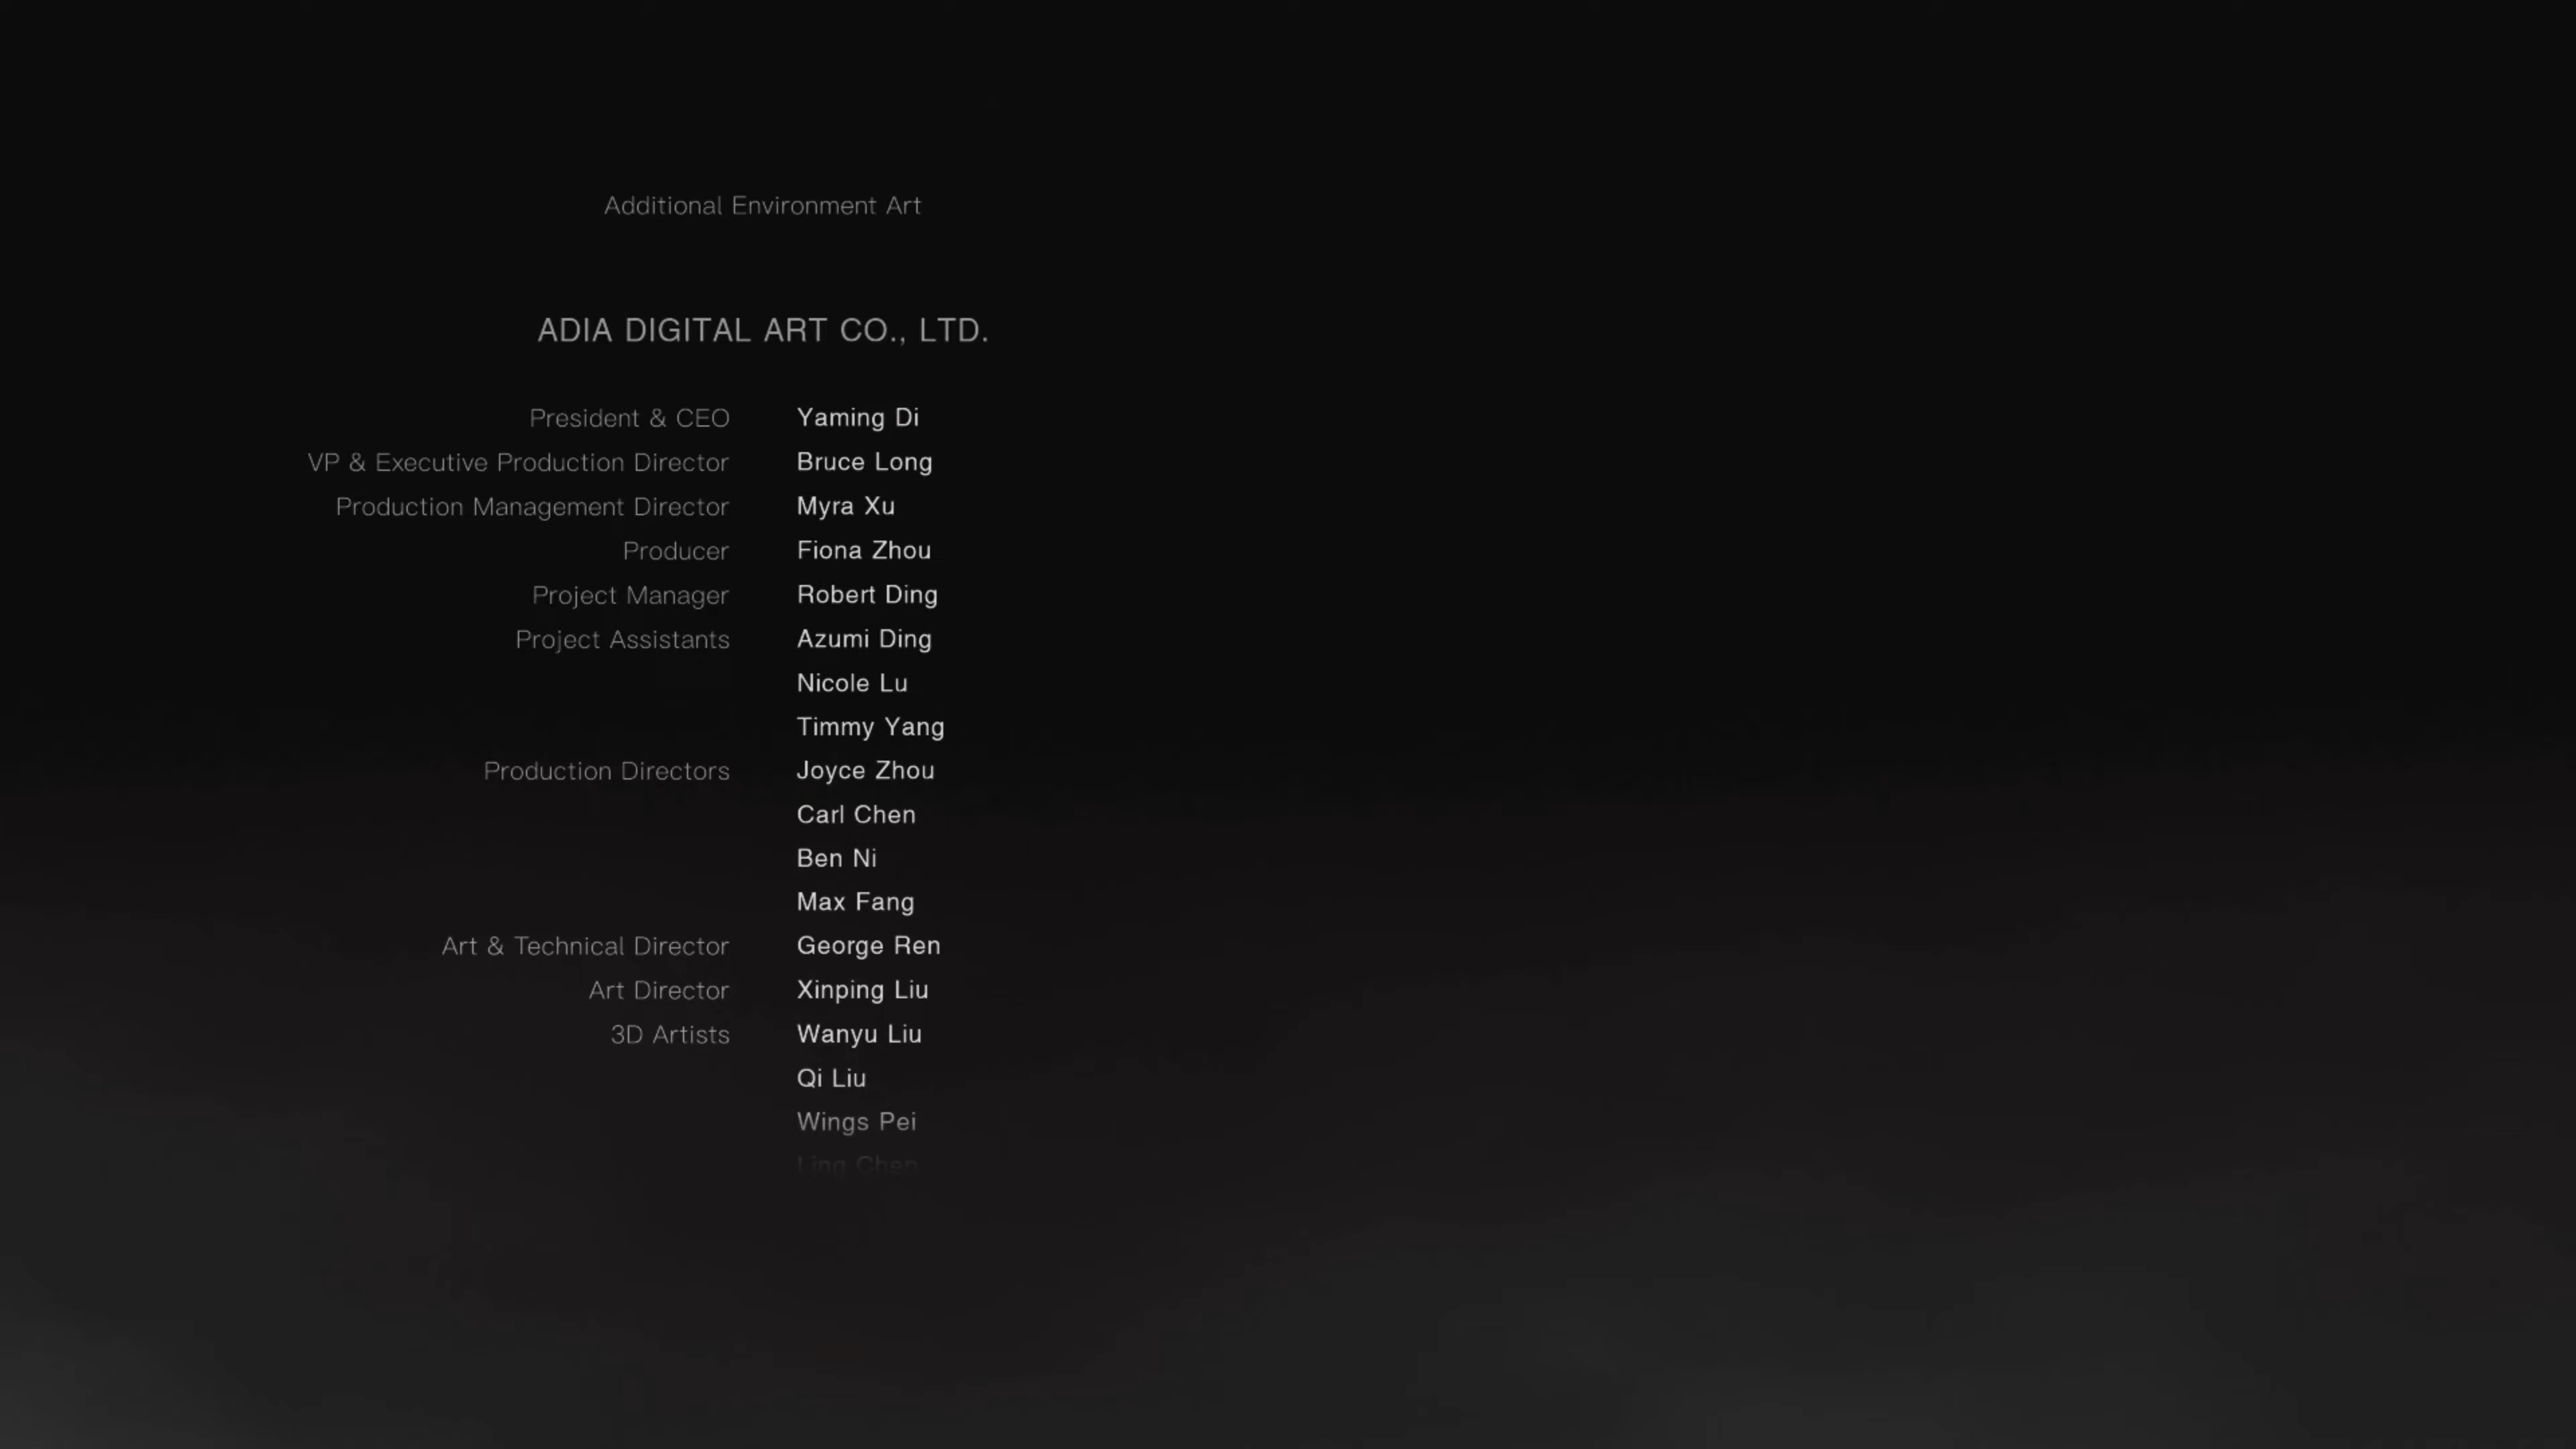 Additional Environment Art
ADIA DIGITAL ART CO., LTD.
President & CEO Yaming Di
VP & Executive Production Director Bruce Long
Production Management Director Myra Xu
Producer Fiona Zhou
Project Manager Robert Ding
Project Assistants Azumi Ding
Nicole Lu
Timmy Yang
Production Directors Joyce Zhou
Carl Chen
Ben Ni
Max Fang
Art & Technical Director George Ren
Art Director Xinping Liu
3D Artists Wanyu Liu
Qi Liu
Wings Pei
Ling Chen